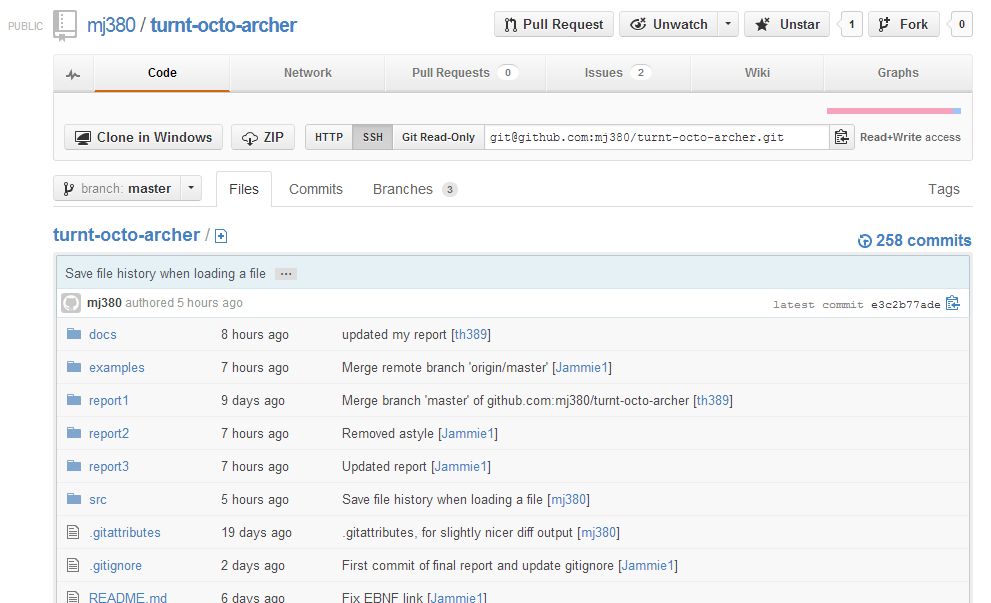 PUBLIC mj380 / turnt-octo-archer Pull Request Unwatch Unstar 1 Fork 0
Code Network Pull Requests 0 Issues 2 Wiki Graphs
Clone in Windows ZIP HTTP SSH Git Read-Only git@github.com:mj380/turnt-octo-archer.git Read+Write access
branch: master Files Commits Branches 3 Tags
turnt-octo-archer / 258 commits
Save file history when loading a file ...
mj380 authored 5 hours ago latest commit e3c2b77ade
docs 8 hours ago updated my report [th389]
examples 7 hours ago Merge remote branch 'origin/master' [Jammie1]
report1 9 days ago Merge branch 'master' of github.com:mj380/turnt-octo-archer [th389]
report2 7 hours ago Removed astyle [Jammie1]
report3 7 hours ago Updated report [Jammie1]
src 5 hours ago Save file history when loading a file [mj380]
.gitattributes 19 days ago .gitattributes, for slightly nicer diff output [mj380]
.gitignore 2 days ago First commit of final report and update gitignore [Jammie1]
README.md 6 days ago Fix EBNF link [Jammie1]